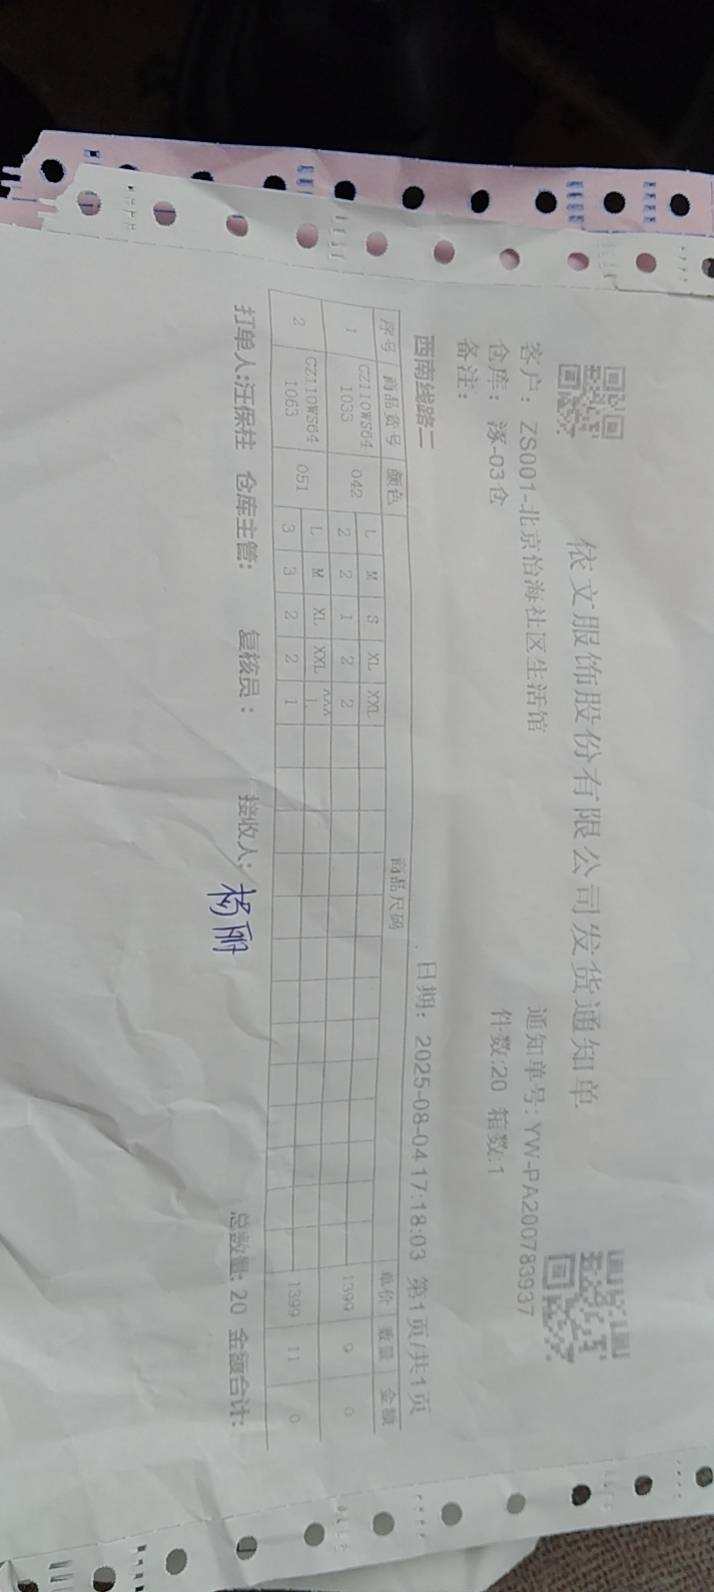 依文服饰股份有限公司发货通知单
客户: ZS001-北京怡海社区生活馆 通知单号: YW-PA200783937
仓库: 涿-03仓 件数:20 箱数:1
备注:
西南线路二 日期: 2025-08-04 17:18:03 第1页/共1页
序号 商品货号 颜色 商品尺码 单价 数量 金额
L M S XL XXL
1 CZ110WS641033 042 2 2 1 2 2 1399 9 0
L M XL XXL XXXL
2 CZ110WS641063 051 3 3 2 2 1 1399 11 0
总数量: 20 金额合计:
打单人:汪保柱 仓库主管: 复核员: 接收人: 杨丽